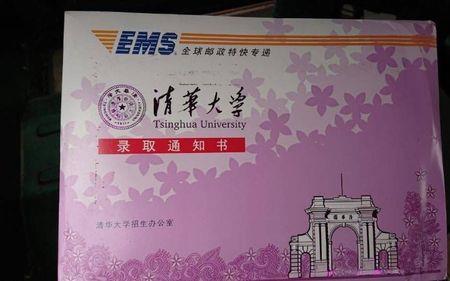 EMS 全球邮政特快专递
清華大学
Tsinghua University
录取通知书
清华大学招生办公室